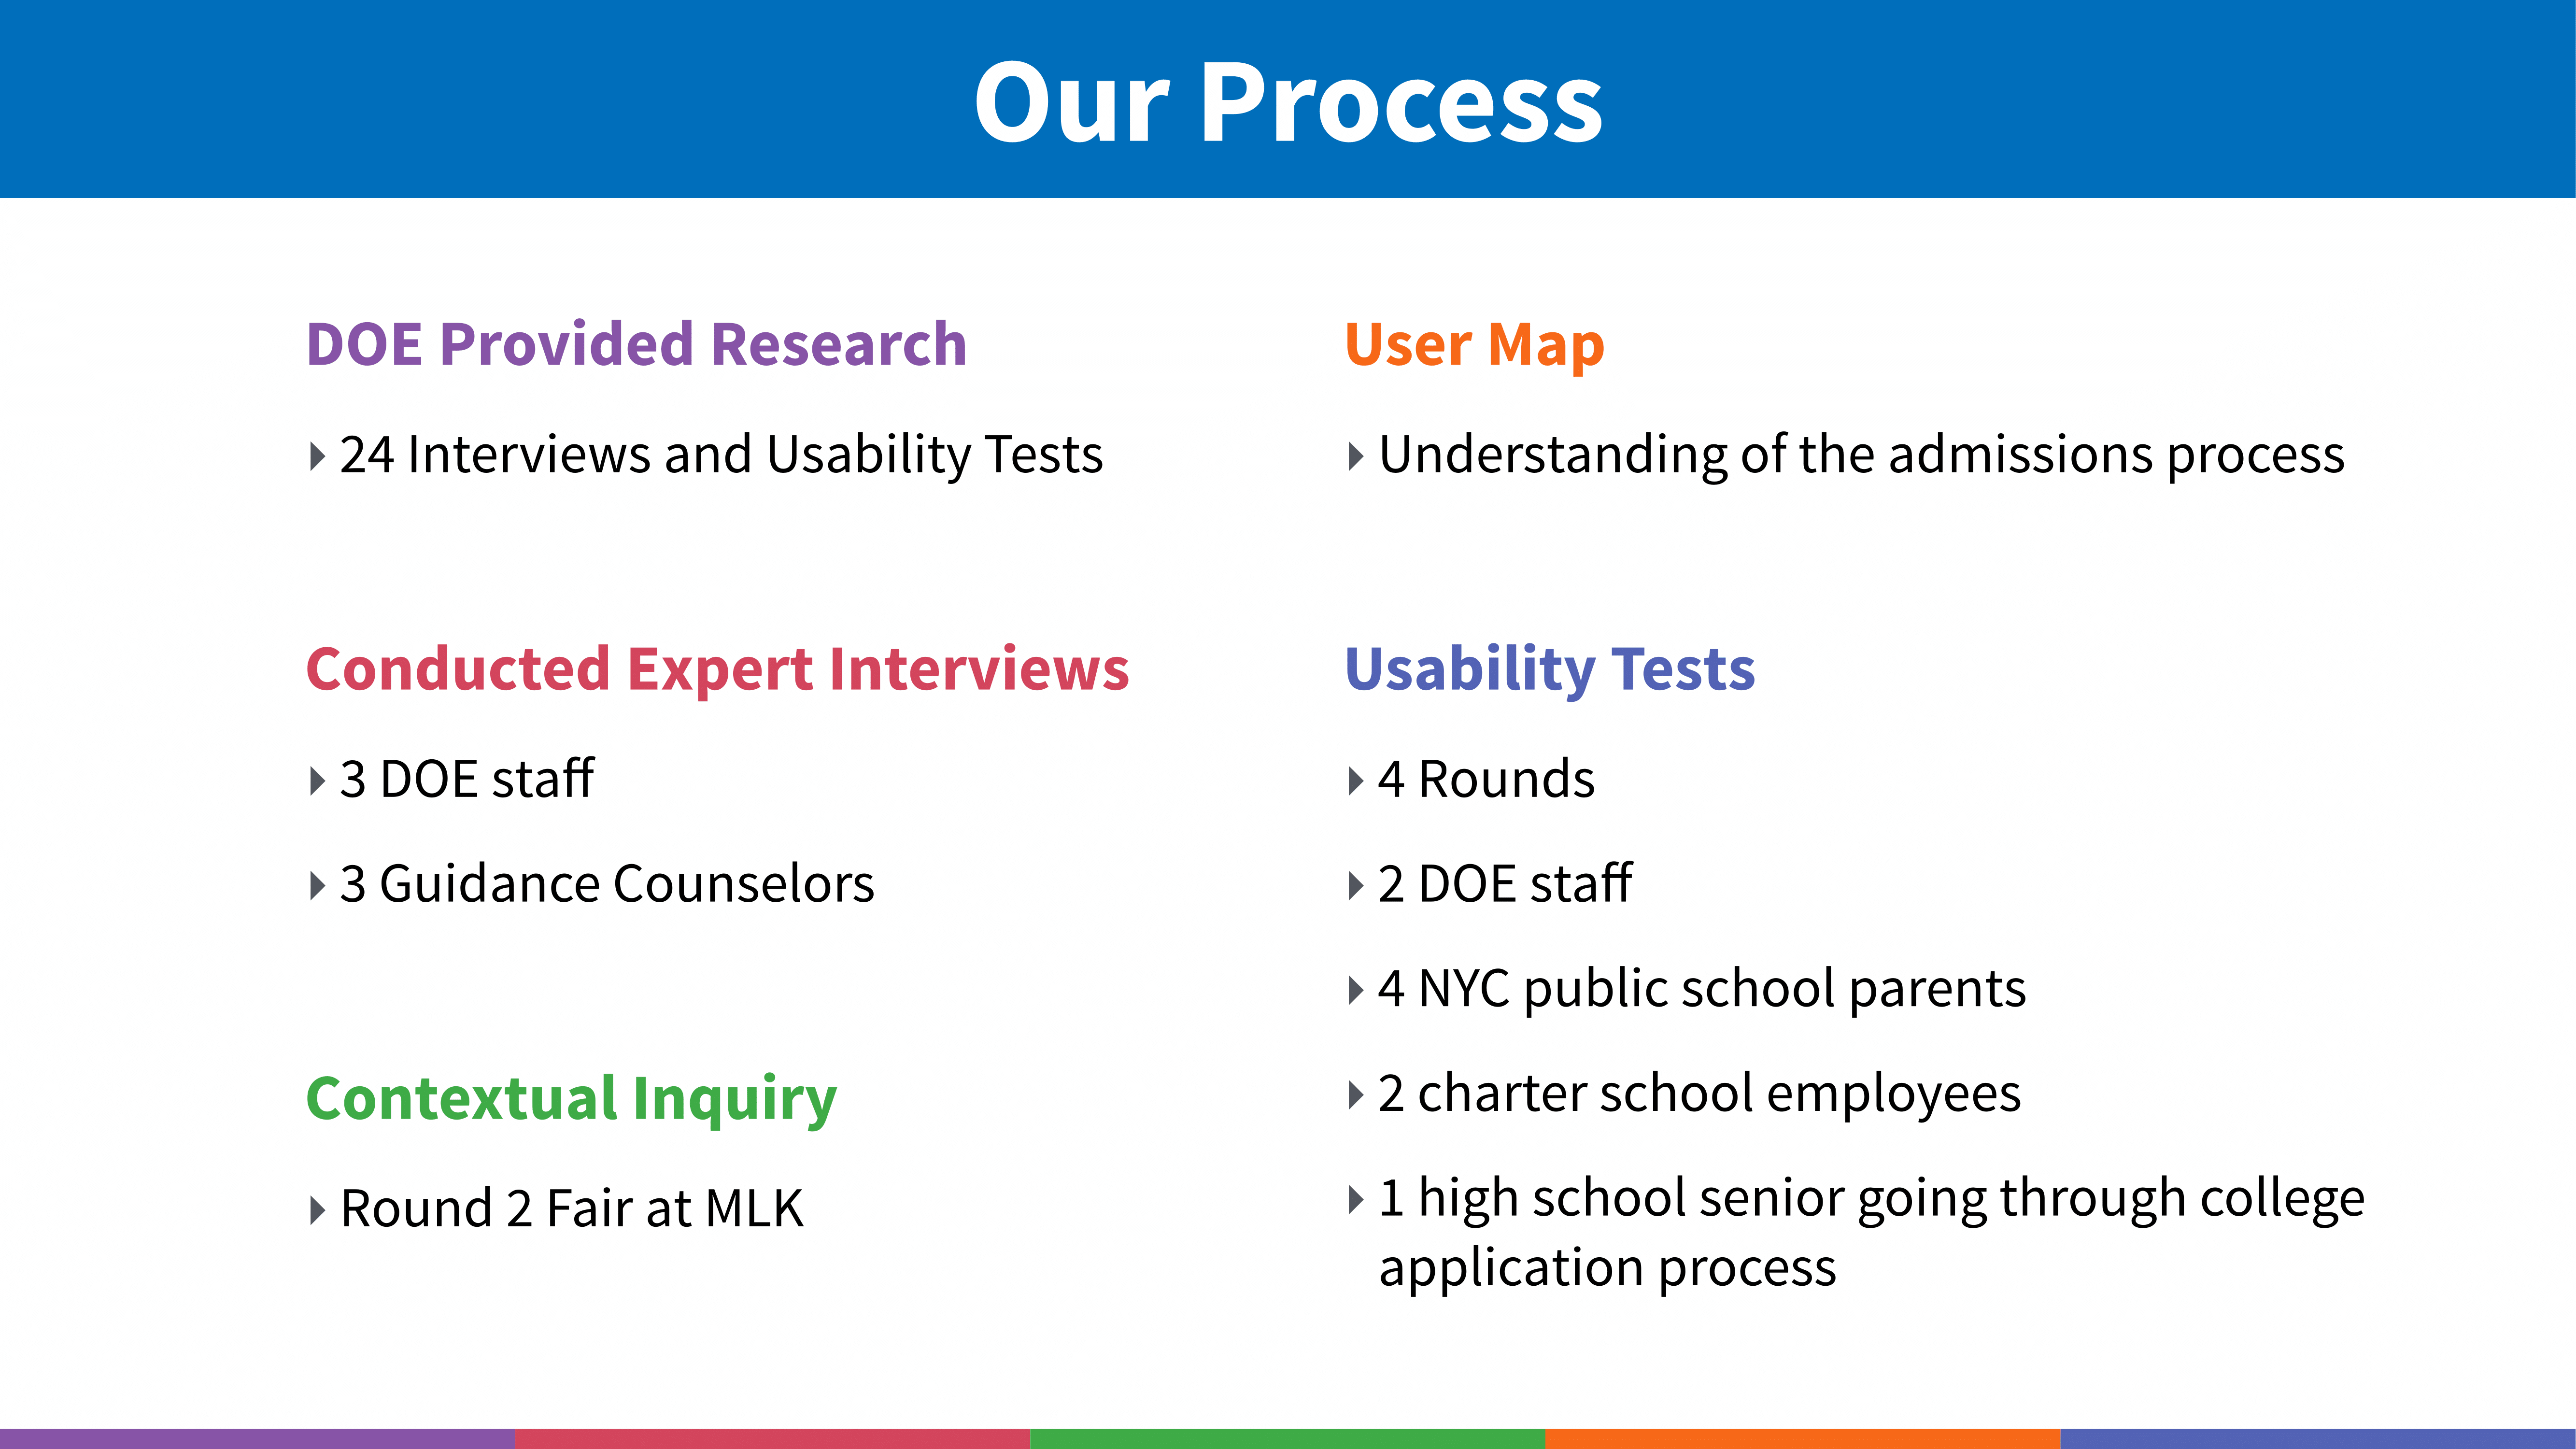 Our Process
DOE Provided Research
24 Interviews and Usability Tests
Conducted Expert Interviews
3 DOE staff
3 Guidance Counselors
Contextual Inquiry
Round 2 Fair at MLK
User Map
Understanding of the admissions process
Usability Tests
4 Rounds
2 DOE staff
4 NYC public school parents
2 charter school employees
1 high school senior going through college
application process